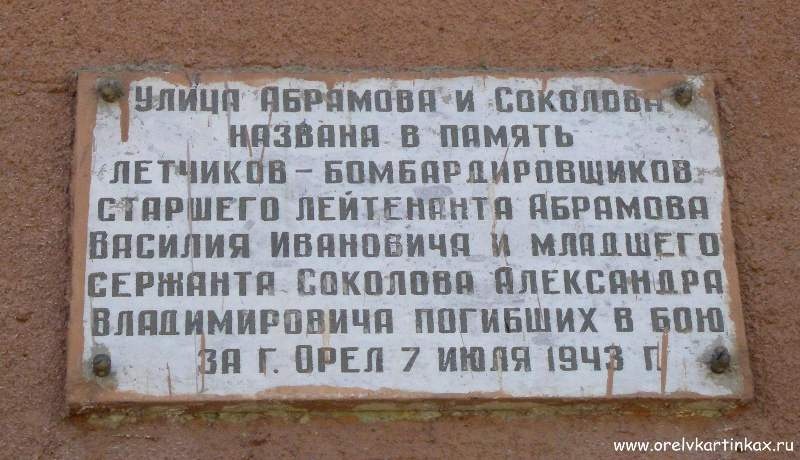 Улица Абрамова и Соколова
названа в память
летчиков – бомбардировщиков
старшего лейтенанта Абрамова
Василия Ивановича и младшего
сержанта Соколова Александра
Владимировича погибших в бою
за г. Орел 7 июля 1943 г.
www.orelvkartinkax.ru